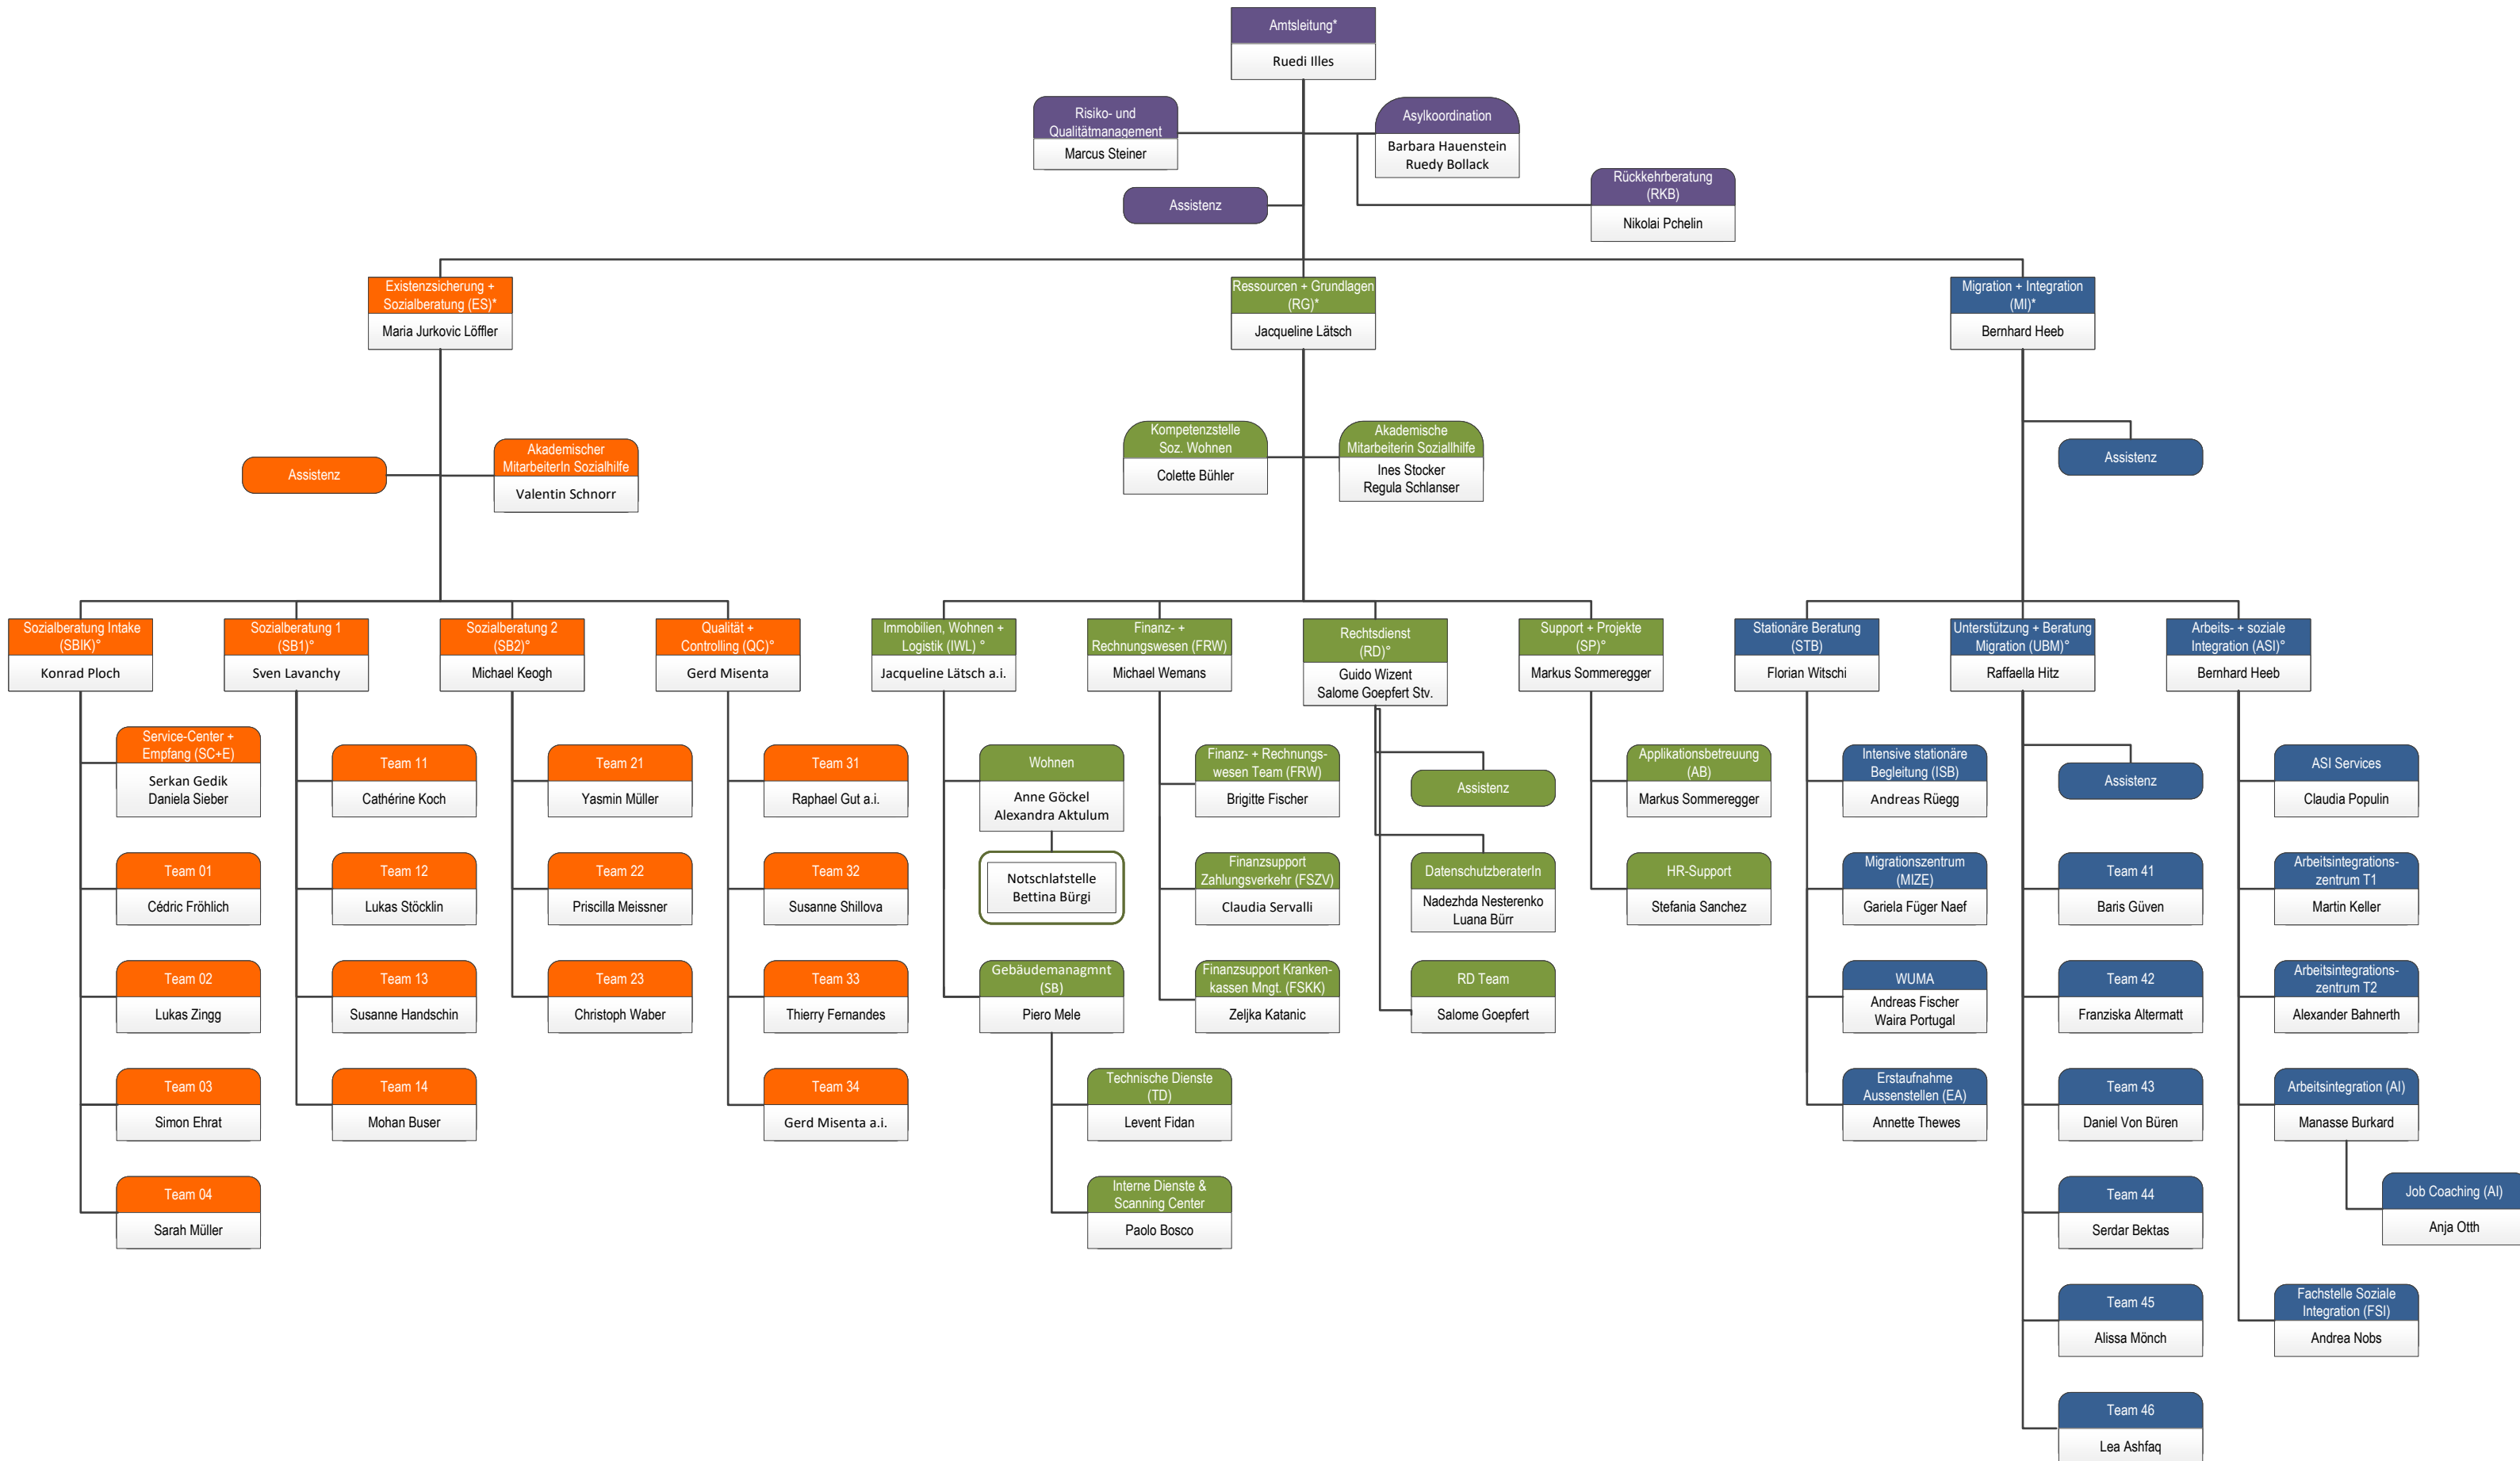 Amtsleitung*
Ruedi Illes
Risiko- und
Qualitätmanagement
Marcus Steiner
Asylkoordination
Barbara Hauenstein
Ruedy Bollack
Assistenz
Rückkehrberatung
(RKB)
Nikolai Pchelin
Existenzsicherung +
Sozialberatung (ES)*
Maria Jurkovic Löffler
Ressourcen + Grundlagen
(RG)*
Jacqueline Lätsch
Migration + Integration
(MI)*
Bernhard Heeb
Assistenz
Akademischer
MitarbeiterIn Sozialhilfe
Valentin Schnorr
Kompetenzstelle
Soz. Wohnen
Colette Bühler
Akademische
Mitarbeiterin Soziallhilfe
Ines Stocker
Regula Schlanser
Assistenz
Sozialberatung Intake
(SBIK)°
Konrad Ploch
Service-Center +
Empfang (SC+E)
Serkan Gedik
Daniela Sieber
Team 01
Cédric Fröhlich
Team 02
Lukas Zingg
Team 03
Simon Ehrat
Team 04
Sarah Müller
Sozialberatung 1
(SB1)°
Sven Lavanchy
Team 11
Cathérine Koch
Team 12
Lukas Stöcklin
Team 13
Susanne Handschin
Team 14
Mohan Buser
Sozialberatung 2
(SB2)°
Michael Keogh
Team 21
Yasmin Müller
Team 22
Priscilla Meissner
Team 23
Christoph Waber
Qualität +
Controlling (QC)°
Gerd Misenta
Team 31
Raphael Gut a.i.
Team 32
Susanne Shillova
Team 33
Thierry Fernandes
Team 34
Gerd Misenta a.i.
Immobilien, Wohnen +
Logistik (IWL) °
Jacqueline Lätsch a.i.
Wohnen
Anne Göckel
Alexandra Aktulum
Notschlafstelle
Bettina Bürgi
Gebäudemanagmnt
(SB)
Piero Mele
Technische Dienste
(TD)
Levent Fidan
Interne Dienste &
Scanning Center
Paolo Bosco
Finanz- +
Rechnungswesen (FRW)
Michael Wemans
Finanz- + Rechnungs-
wesen Team (FRW)
Brigitte Fischer
Finanzsupport
Zahlungsverkehr (FSZV)
Claudia Servalli
Finanzsupport Kranken-
kassen Mngt. (FSKK)
Zeljka Katanic
Rechtsdienst
(RD)°
Guido Wizent
Salome Goepfert Stv.
Assistenz
DatenschutzberaterIn
Nadezhda Nesterenko
Luana Bürr
RD Team
Salome Goepfert
Support + Projekte
(SP)°
Markus Sommeregger
Applikationsbetreuung
(AB)
Markus Sommeregger
HR-Support
Stefania Sanchez
Stationäre Beratung
(STB)
Florian Witschi
Intensive stationäre
Begleitung (ISB)
Andreas Rüegg
Migrationszentrum
(MIZE)
Gariela Füger Naef
WUMA
Andreas Fischer
Waira Portugal
Erstaufnahme
Aussenstellen (EA)
Annette Thewes
Unterstützung + Beratung
Migration (UBM)°
Raffaella Hitz
Assistenz
Team 41
Baris Güven
Team 42
Franziska Altermatt
Team 43
Daniel Von Büren
Team 44
Serdar Bektas
Team 45
Alissa Mönch
Team 46
Lea Ashfaq
Arbeits- + soziale
Integration (ASI)°
Bernhard Heeb
ASI Services
Claudia Populin
Arbeitsintegrations-
zentrum T1
Martin Keller
Arbeitsintegrations-
zentrum T2
Alexander Bahnerth
Arbeitsintegration (AI)
Manasse Burkard
Job Coaching (AI)
Anja Otth
Fachstelle Soziale
Integration (FSI)
Andrea Nobs